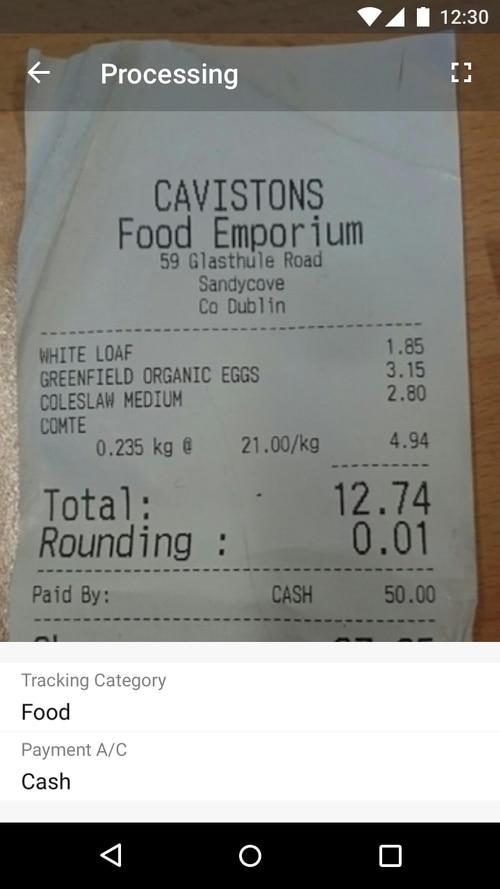 12:30
Processing
CAVISTONS
Food Emporium
59 Glasthule Road
Sandycove
Co Dublin
WHITE LOAF 1.85
GREENFIELD ORGANIC EGGS 3.15
COLESLAW MEDIUM 2.80
COMTE
0.235 kg @ 21.00/kg 4.94
Total: 12.74
Rounding : 0.01
Paid By: CASH 50.00
Tracking Category
Food
Payment A/C
Cash